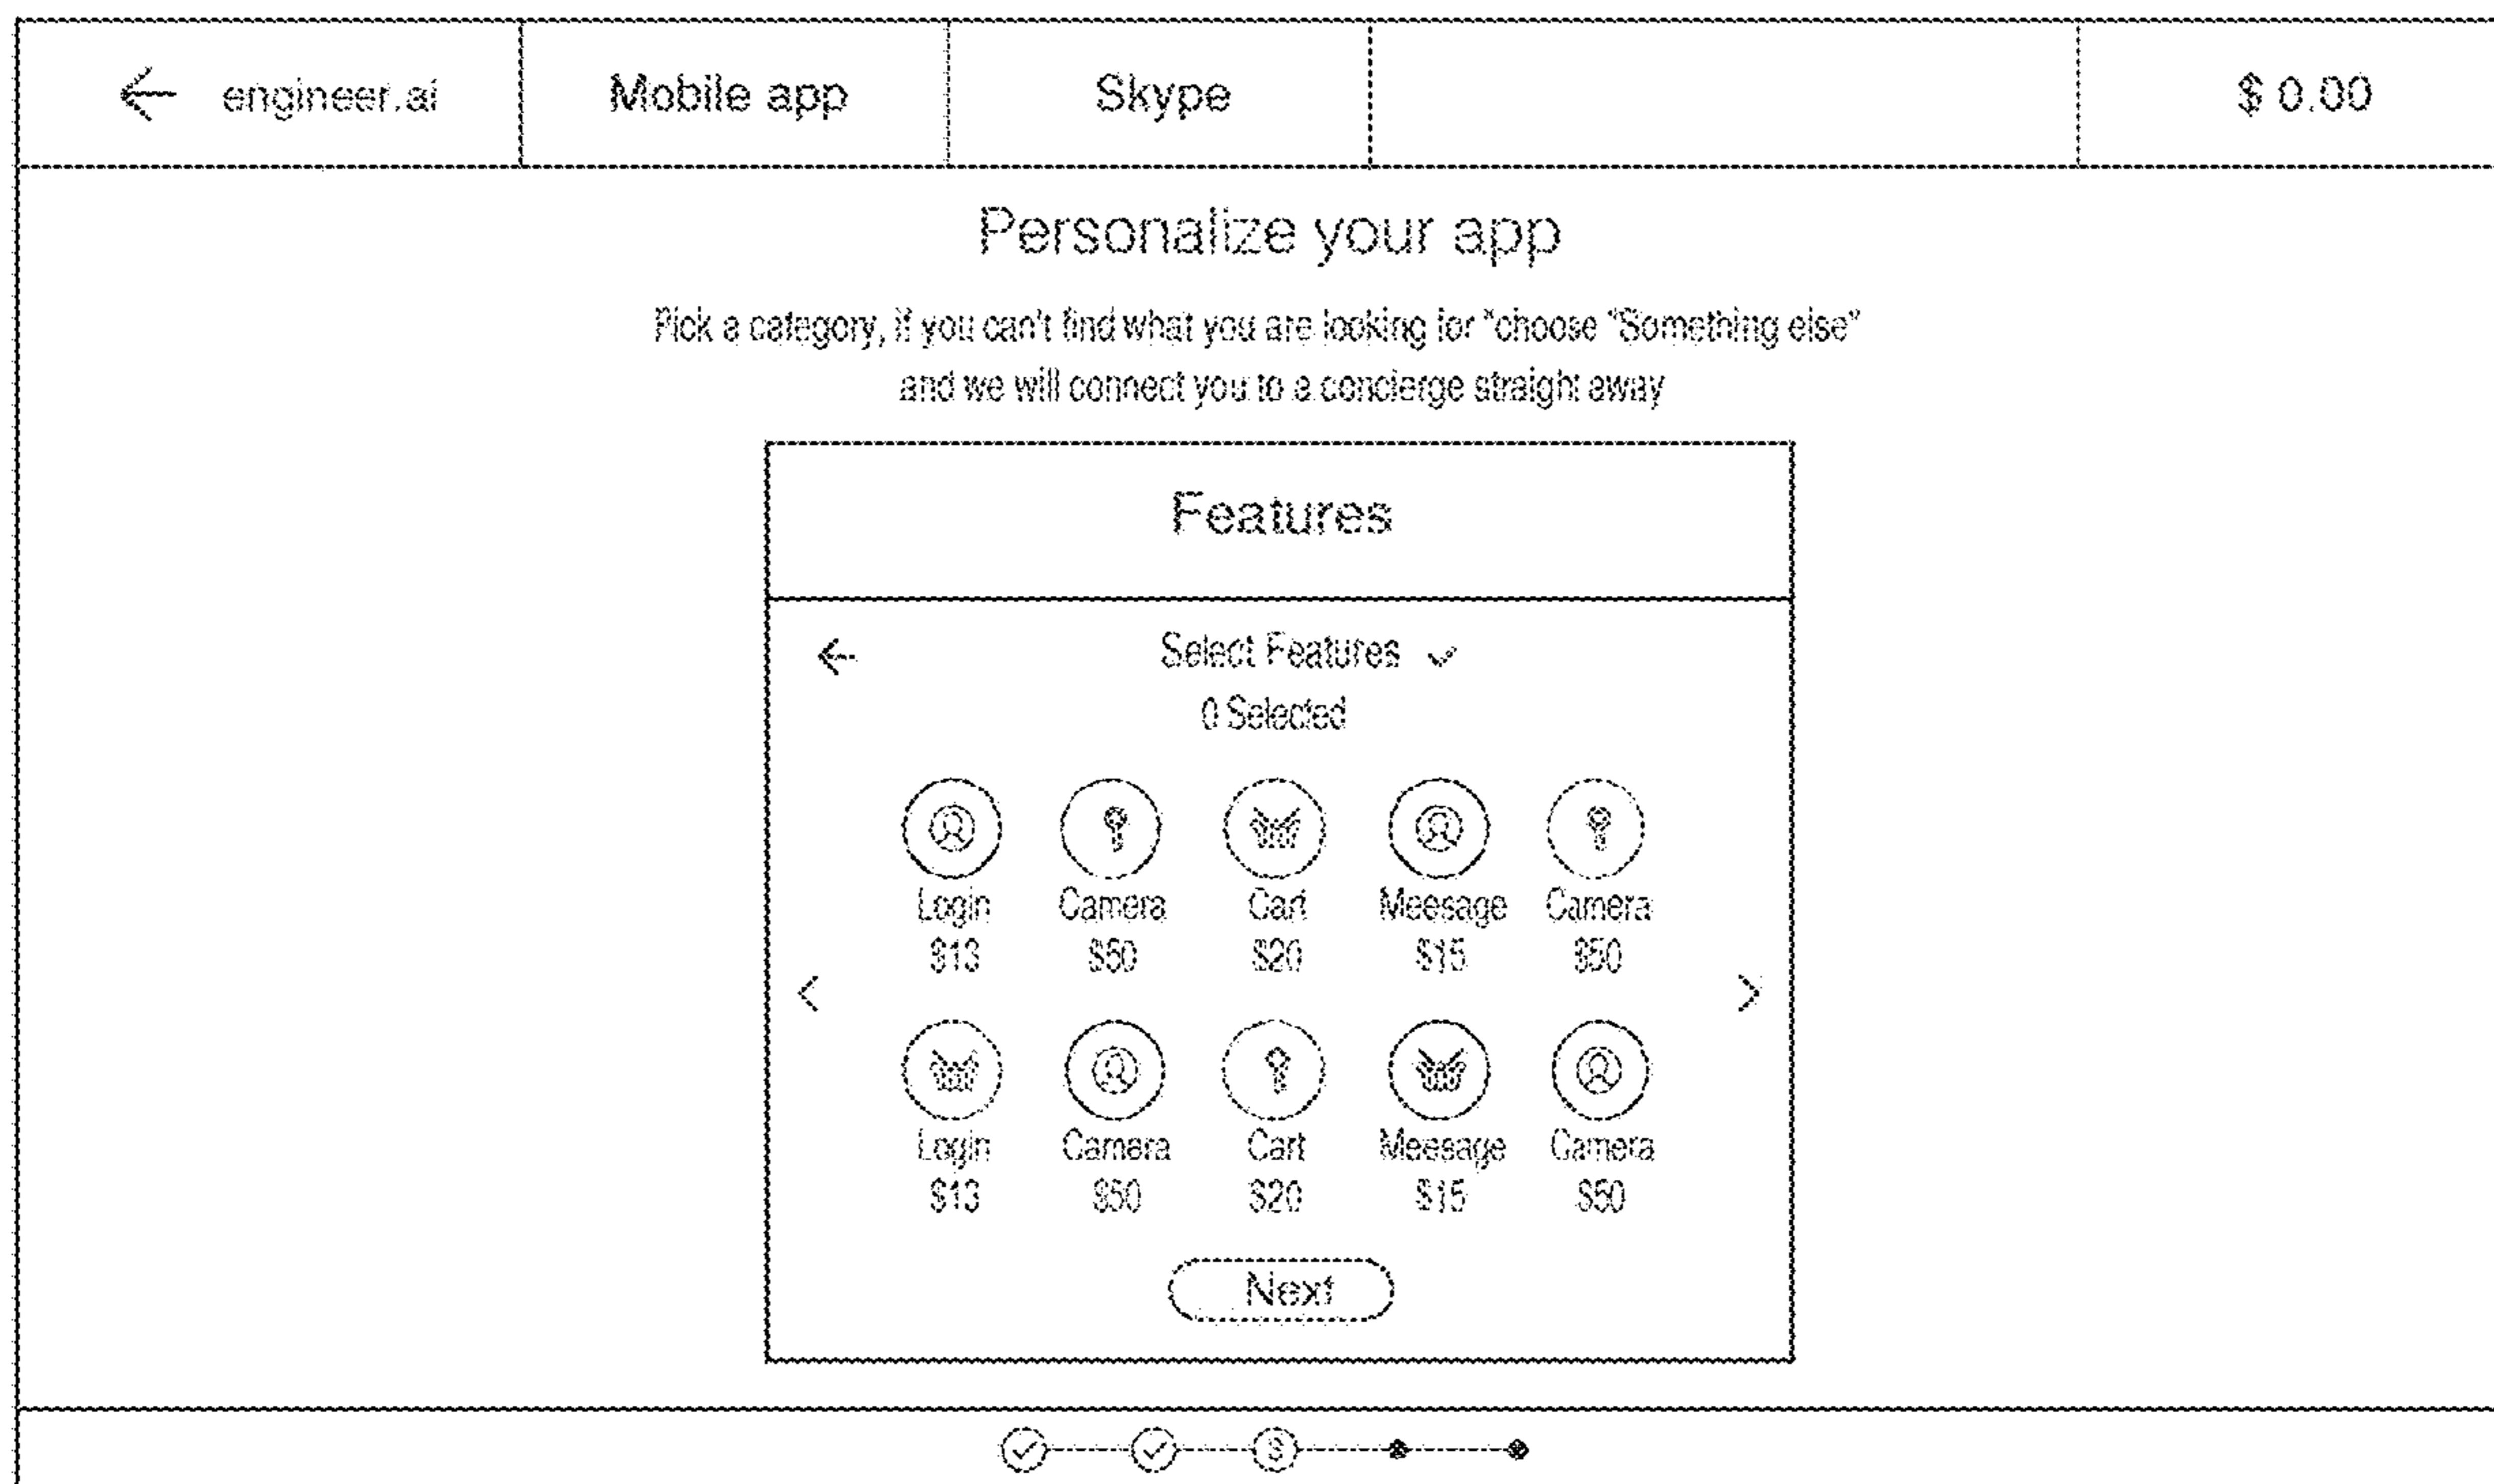 ← engineer.ai Mobile app Skype $ 0.00
Personalize your app
Pick a category, if you can't find what you are looking for "choose "Something else"
and we will connect you to a concierge straight away
Features
← Select Features
0 Selected
Login Camera Cart Meesage Camera
$13 $50 $20 $15 $50
< >
Login Camera Cart Meesage Camera
$13 $50 $20 $15 $50
Next